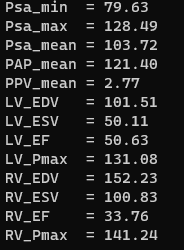 Psa_min = 79.63
Psa_max = 128.49
Psa_mean = 103.72
PAP_mean = 121.40
PPV_mean = 2.77
LV_EDV = 101.51
LV_ESV = 50.11
LV_EF = 50.63
LV_Pmax = 131.08
RV_EDV = 152.23
RV_ESV = 100.83
RV_EF = 33.76
RV_Pmax = 141.24